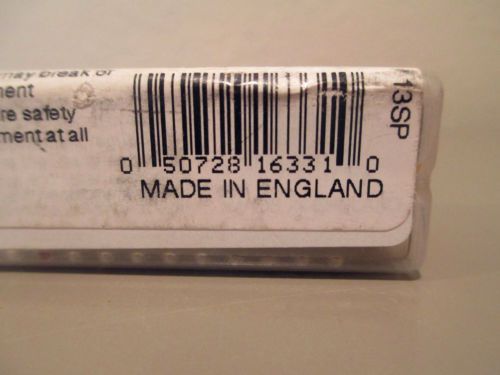 may break or
ment
re safety
ment at all
0 50728 16331 0
MADE IN ENGLAND
13SP